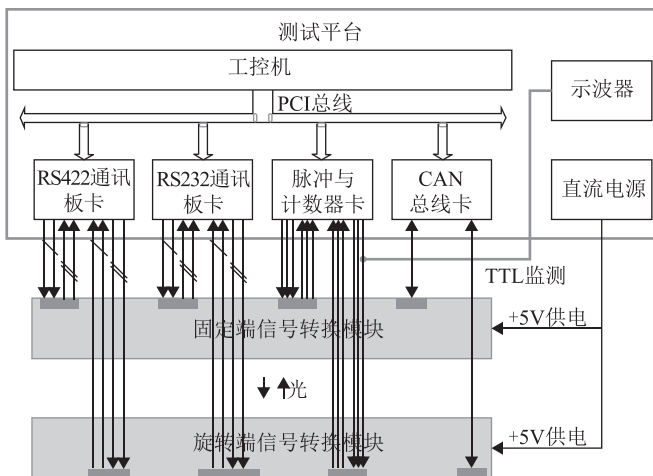 测试平台
工控机
示波器
PCI总线
RS422通讯
板卡
RS232通讯
板卡
脉冲与
计数器卡
CAN
总线卡
直流电源
TTL监测
+5V供电
固定端信号转换模块
光
+5V供电
旋转端信号转换模块